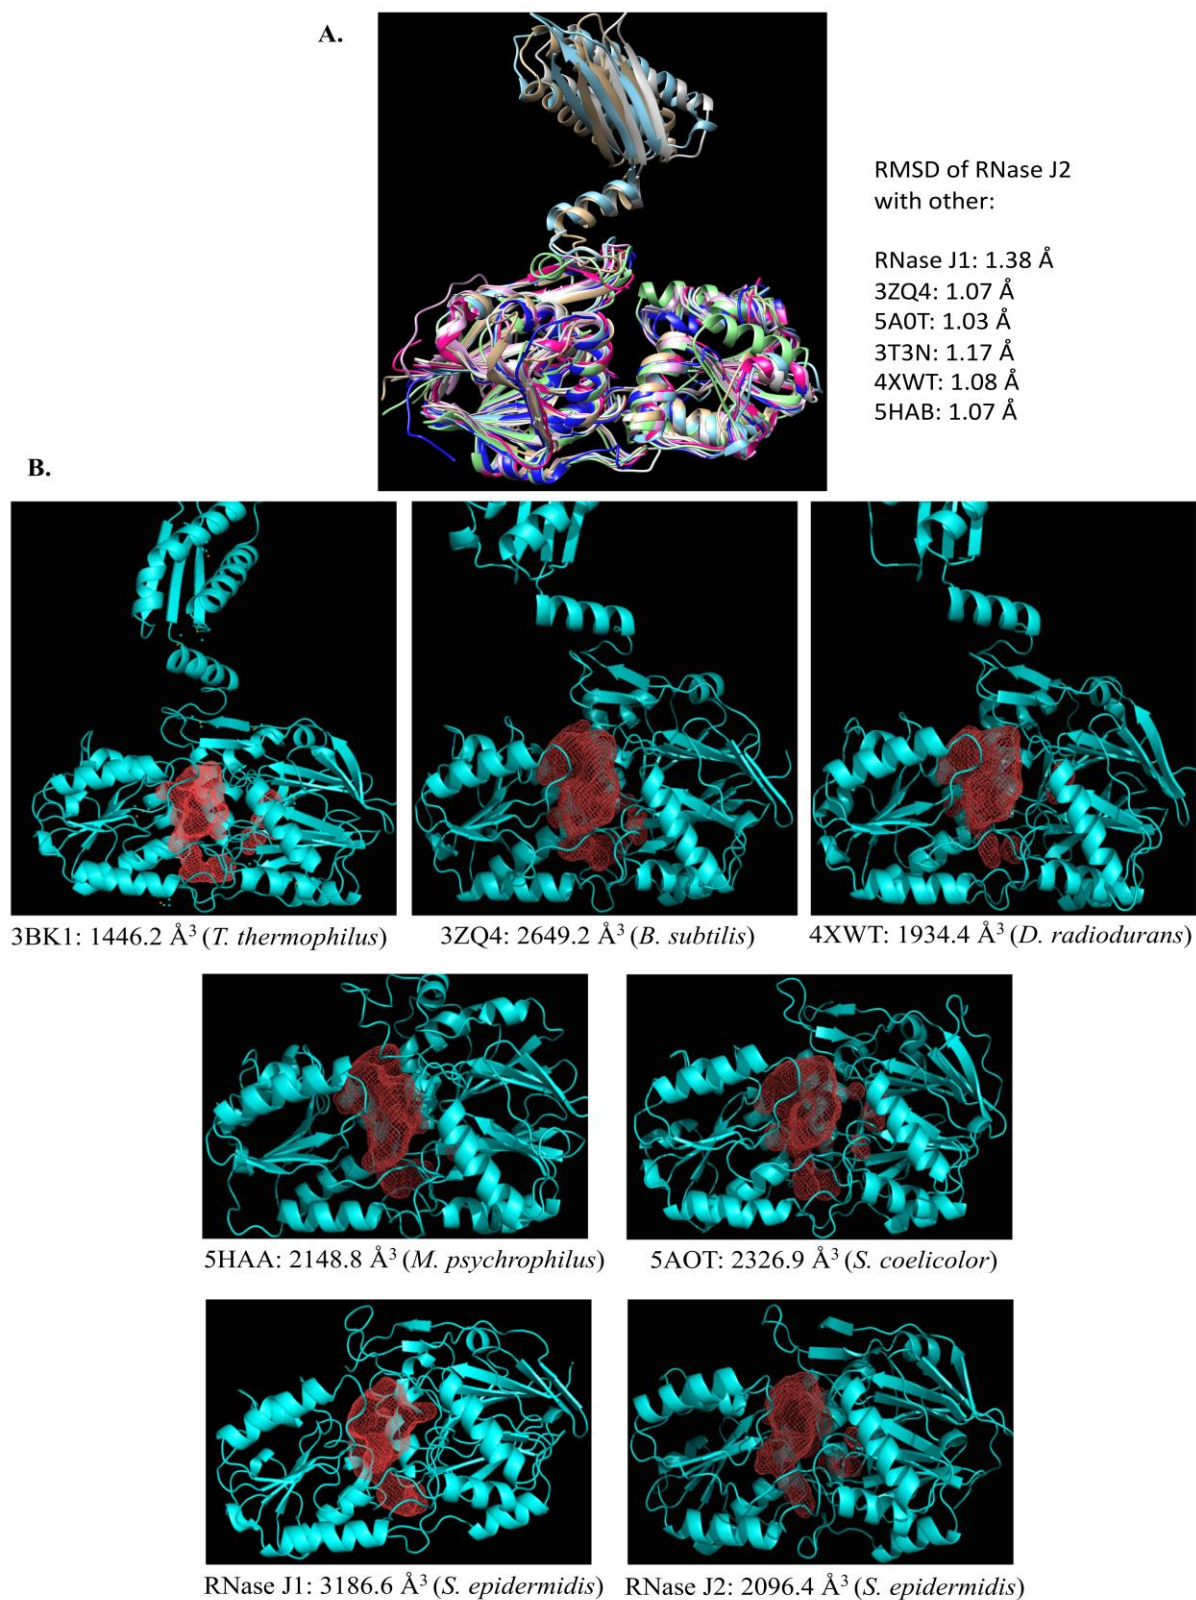 A.
RMSD of RNase J2
with other:
RNase J1: 1.38 Å
3ZQ4: 1.07 Å
5A0T: 1.03 Å
3T3N: 1.17 Å
4XWT: 1.08 Å
5HAB: 1.07 Å
B.
3BK1: 1446.2 Å³ (T. thermophilus)
3ZQ4: 2649.2 Å³ (B. subtilis)
4XWT: 1934.4 Å³ (D. radiodurans)
5HAA: 2148.8 Å³ (M. psychrophilus)
5AOT: 2326.9 Å³ (S. coelicolor)
RNase J1: 3186.6 Å³ (S. epidermidis)
RNase J2: 2096.4 Å³ (S. epidermidis)